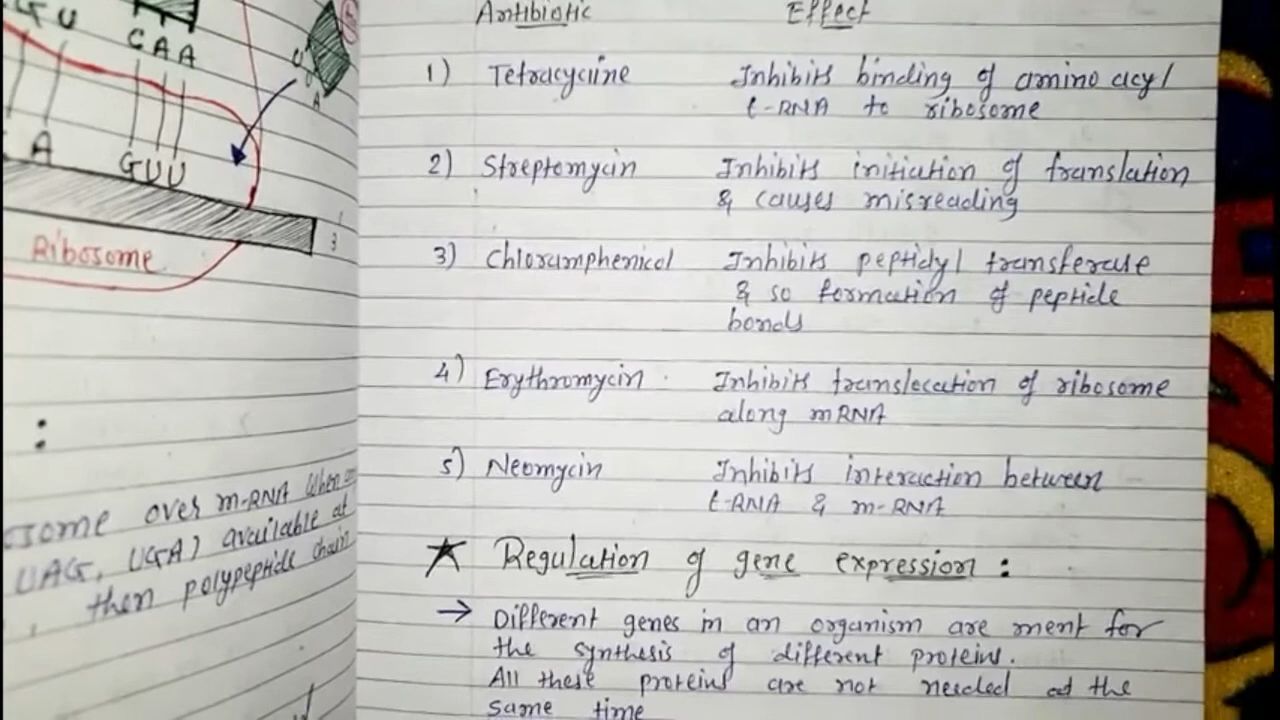 G U
C A A
U
U
A
A
G U U
Ribosome
:
some over m-RNA when
UAG, UGA) available at
then polypeptide chain
Antibiotic Effect
1) Tetracycline Inhibits binding of amino acyl
t-RNA to ribosome
2) Streptomycin Inhibits initiation of translation
& causes misreading
3) Chloramphenicol Inhibits peptidyl transferase
& so formation of peptide
bonds
4) Erythromycin Inhibits translocation of ribosome
along mRNA
5) Neomycin Inhibits interaction between
t-RNA & m-RNA
★ Regulation of gene expression :
→ Different genes in an organism are ment for
the synthesis of different proteins.
All these proteins are not needed at the
same time